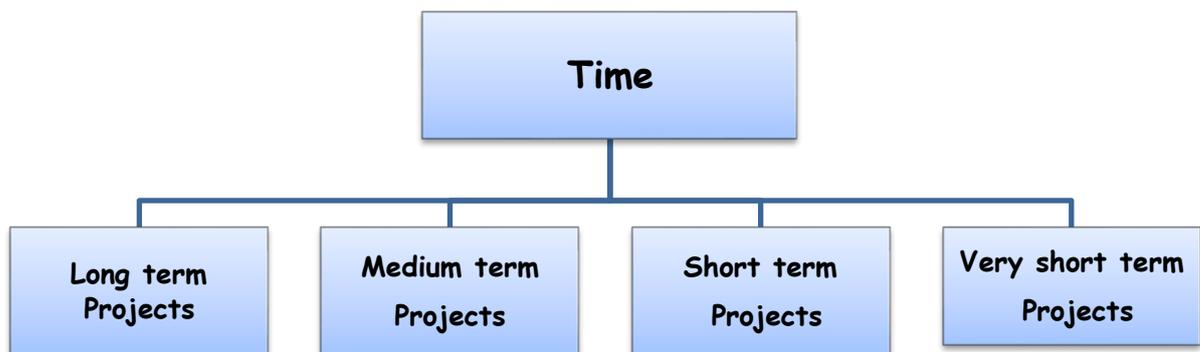 Time
Long term
Projects
Medium term
Projects
Short term
Projects
Very short term
Projects